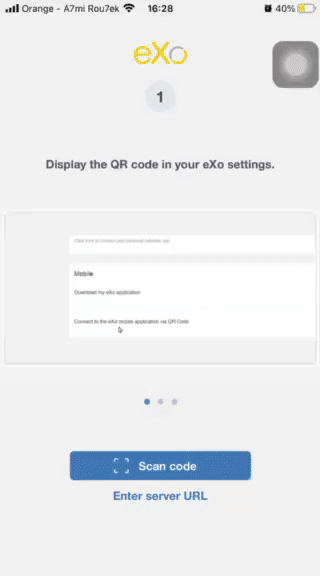 Orange - A7mi Rou7ek 16:28 40%
eXo
1
Display the QR code in your eXo settings.
Click here to connect your personal calendar app
Mobile
Download my eXo application
Connect to the eXo mobile application via QR Code
Scan code
Enter server URL